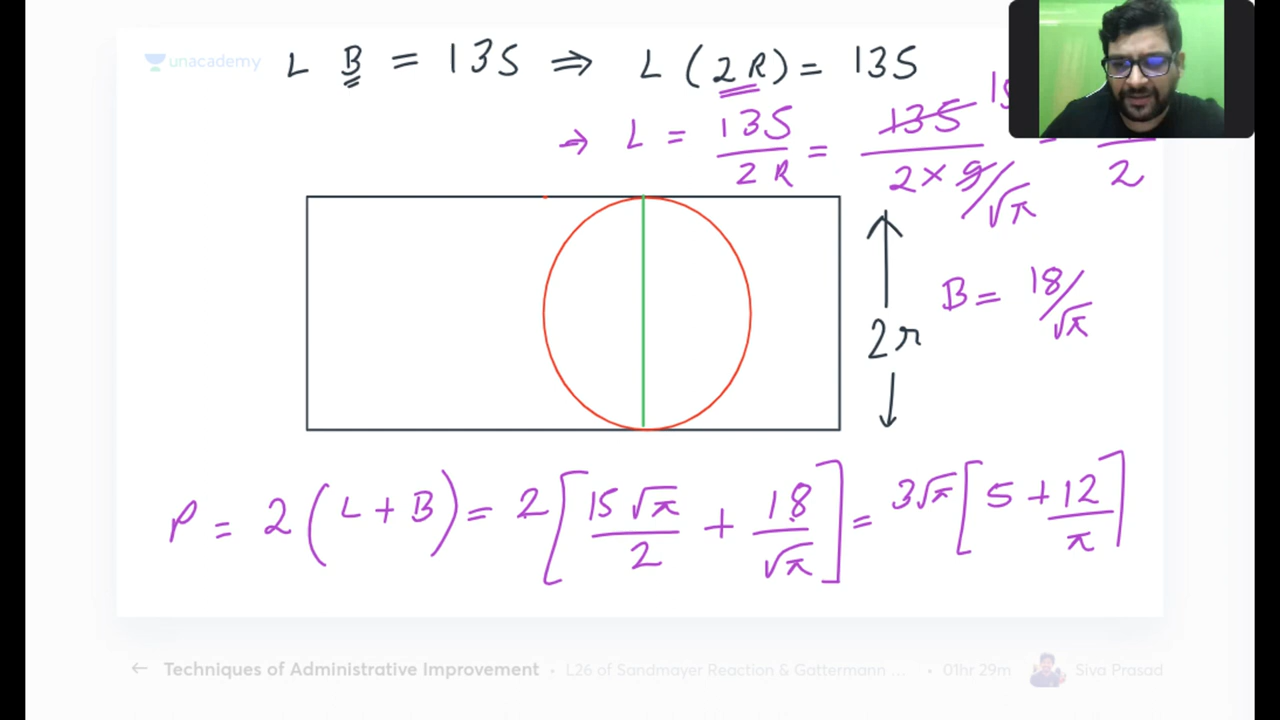 unacademy
L B = 135 ⇒ L (2R) = 135
→ L = 135/2R = 135/(2×9/√π) = 15 /2
2r
B = 18/√π
P = 2(L+B) = 2[15√π/2 + 18/√π] = 3√π[5 + 12/π]
← Techniques of Administrative Improvement • L26 of Sandmayer Reaction & Gattermann ... • 01hr 29m Siva Prasad